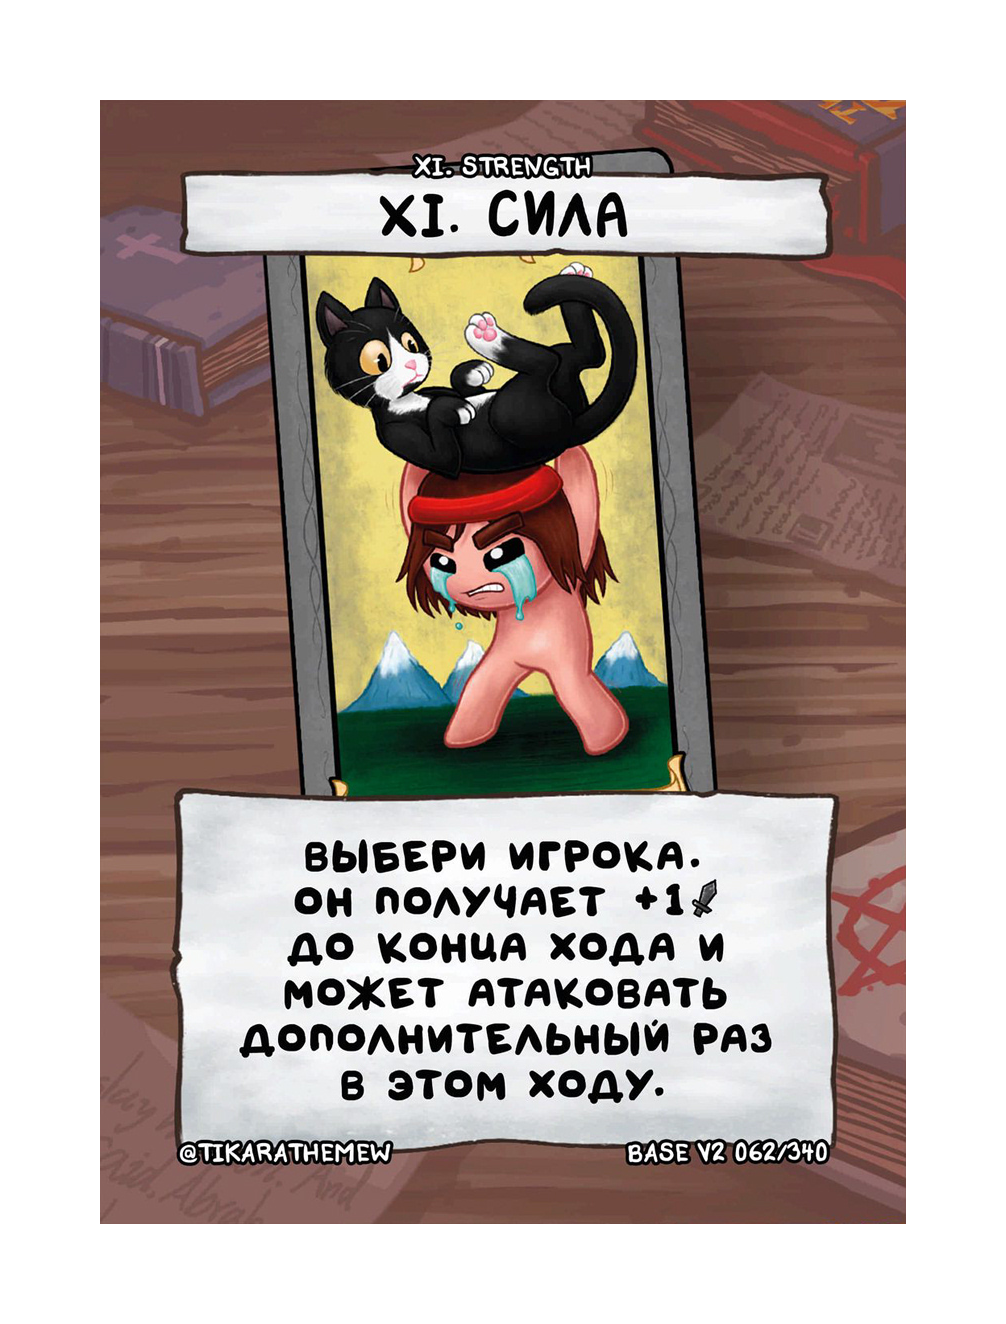 XI. STRENGTH
XI. СИЛА
ВЫБЕРИ ИГРОКА.
ОН ПОЛУЧАЕТ +1
ДО КОНЦА ХОДА И
МОЖЕТ АТАКОВАТЬ
ДОПОЛНИТЕЛЬНЫЙ РАЗ
В ЭТОМ ХОДУ.
@TIKARATHEMEW
BASE V2 062/340